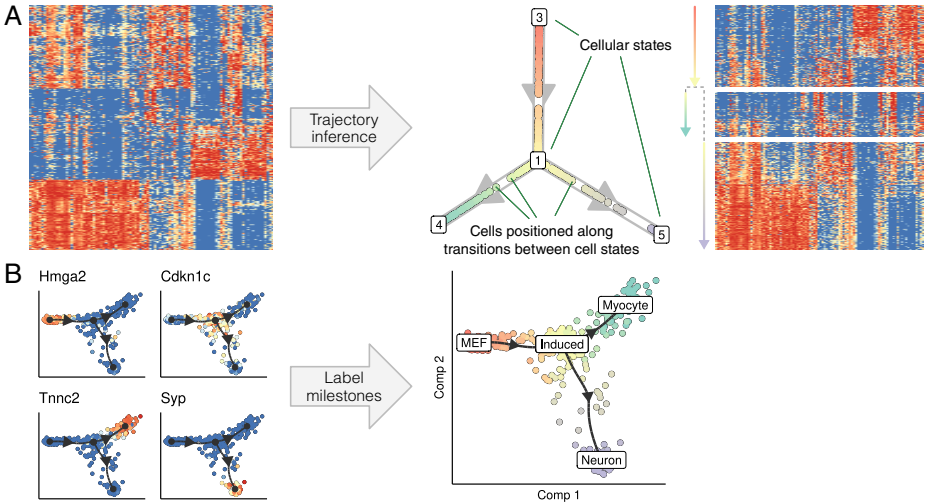 A
Trajectory
inference
3
Cellular states
1
4
5
Cells positioned along
transitions between cell states
B
Hmga2
Cdkn1c
Tnnc2
Syp
Label
milestones
Comp 2
MEF
Induced
Myocyte
Neuron
Comp 1